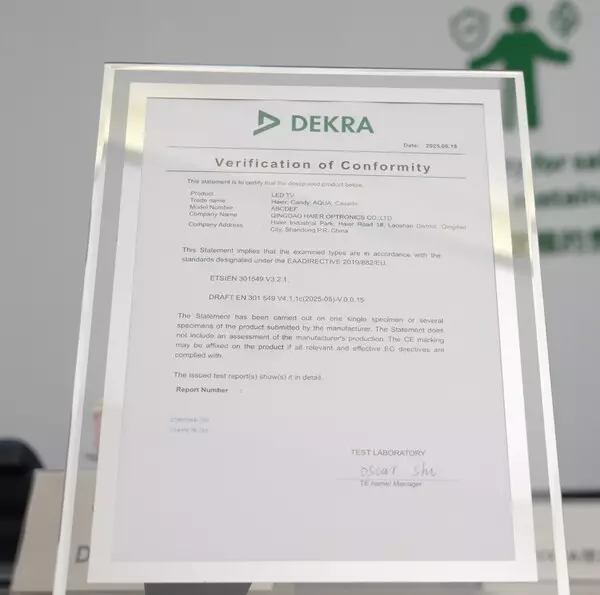 DEKRA
Date: 2025.06.18
Verification of Conformity
This statement is to certify that the designated product below.
Product LED TV
Trade name Haier, Candy, AQUA, Casarte
Model Number ABCDEF
Company Name QINGDAO HAIER OPTRONICS CO.,LTD
Company Address Haier Industrial Park, Haier Road 1#, Laoshan District, Qingdao
City, Shandong P.R. China
This Statement implies that the examined types are in accordance with the
standards designated under the EAADIRECTIVE 2019/882/EU.
ETSIEN 301549 V3.2.1
DRAFT EN 301 549 V4.1.1c(2025-05)-V.0.0.15
The Statement has been carried out on one single specimen or several
specimens of the product submitted by the manufacturer. The Statement does
not include an assessment of the manufacturer's production. The CE marking
may be affixed on the product if all relevant and effective EC directives are
complied with.
The issued test report(s) show(s) it in detail.
Report Number :
TEST LABORATORY
oscar shi
Manager
for
D